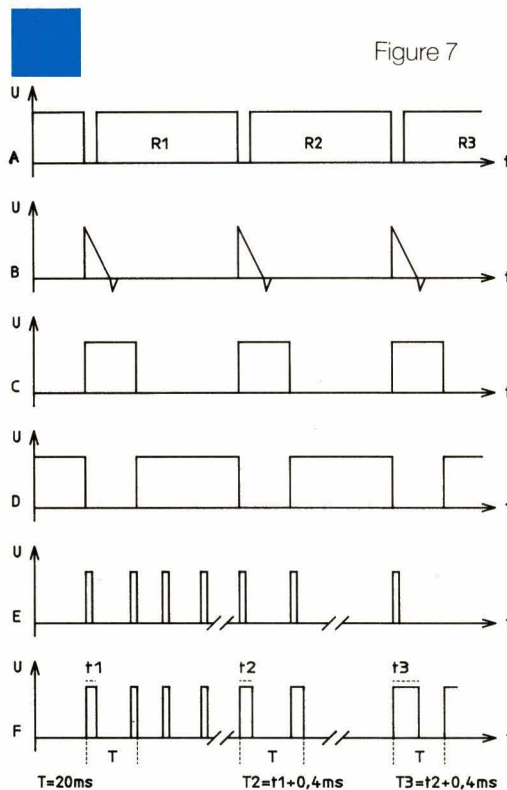 Figure 7
U
A R1 R2 R3 t
U
B t
U
C t
U
D
U
E
U t1 t2 t3
F T T T
T=20ms T2=t1+0,4ms T3=t2+0,4ms